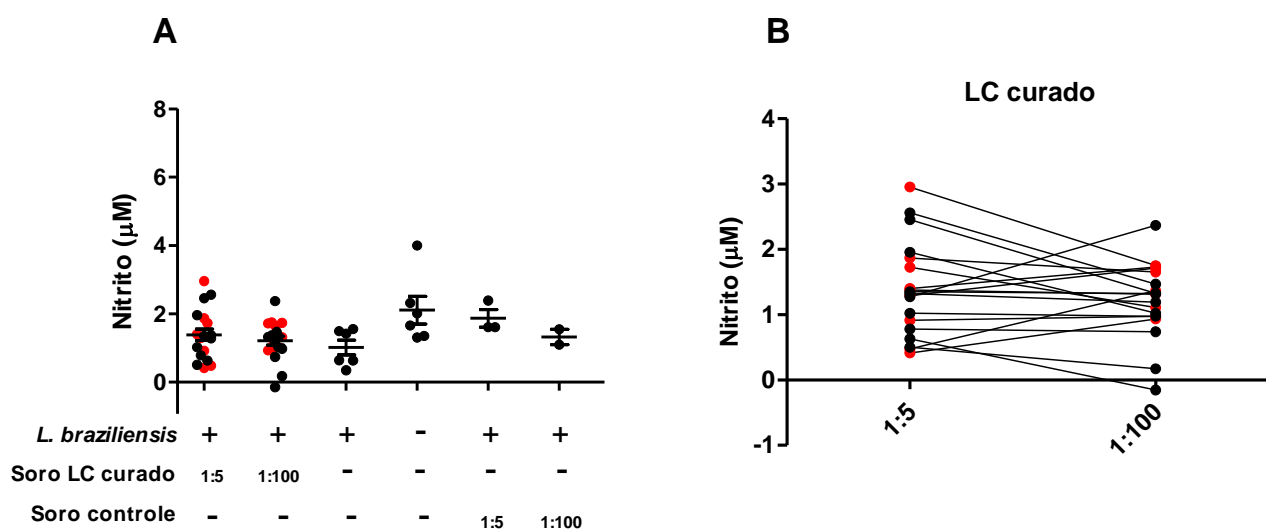 A
8
6
4
2
0
Nitrito (μM)
L. braziliensis + + + - + +
Soro LC curado 1:5 1:100 - - - -
Soro controle - - - - 1:5 1:100
B
LC curado
4
3
2
1
0
-1
Nitrito (μM)
1:5 1:100